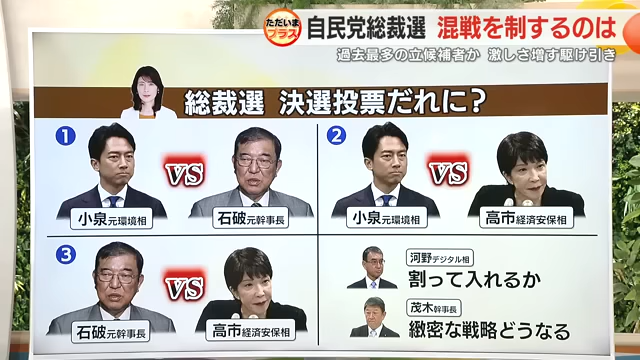 ただいま
プラス
自民党総裁選 混戦を制するのは
過去最多の立候補者か 激しさ増す駆け引き
総裁選 決選投票だれに?
1
小泉元環境相
VS
石破元幹事長
2
小泉元環境相
VS
高市経済安保相
3
石破元幹事長
VS
高市経済安保相
河野デジタル相
割って入れるか
茂木幹事長
緻密な戦略どうなる